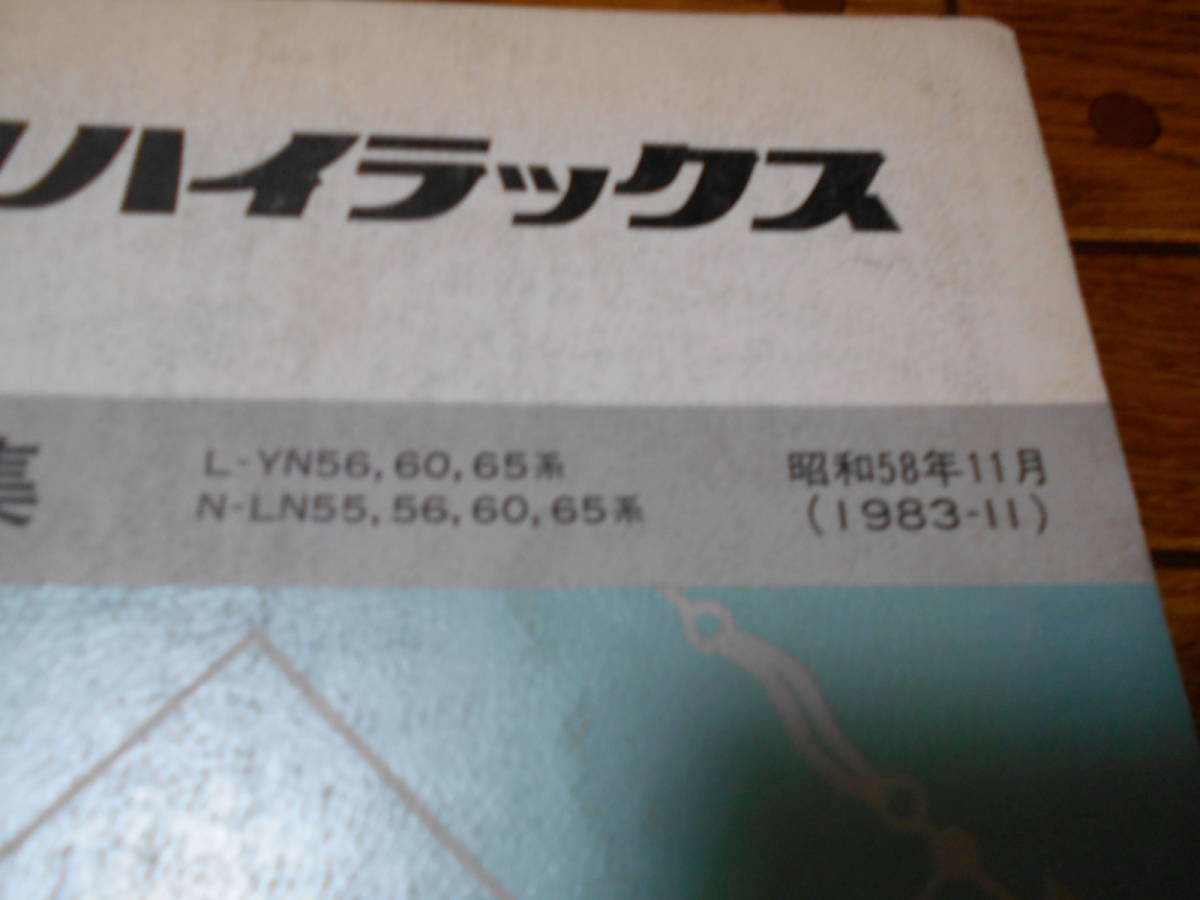 ハイラックス
L-YN56, 60, 65系
N-LN55, 56, 60, 65系
昭和58年11月
(1983-11)